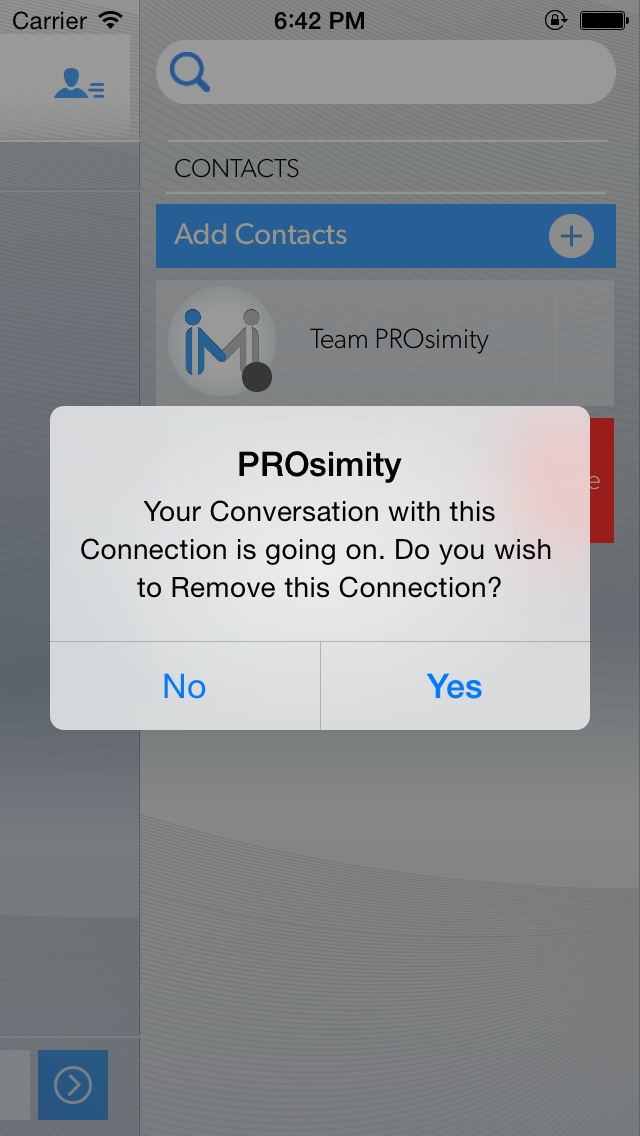 Carrier 6:42 PM
CONTACTS
Add Contacts
Team PROsimity
PROsimity
Your Conversation with this
Connection is going on. Do you wish
to Remove this Connection?
No Yes